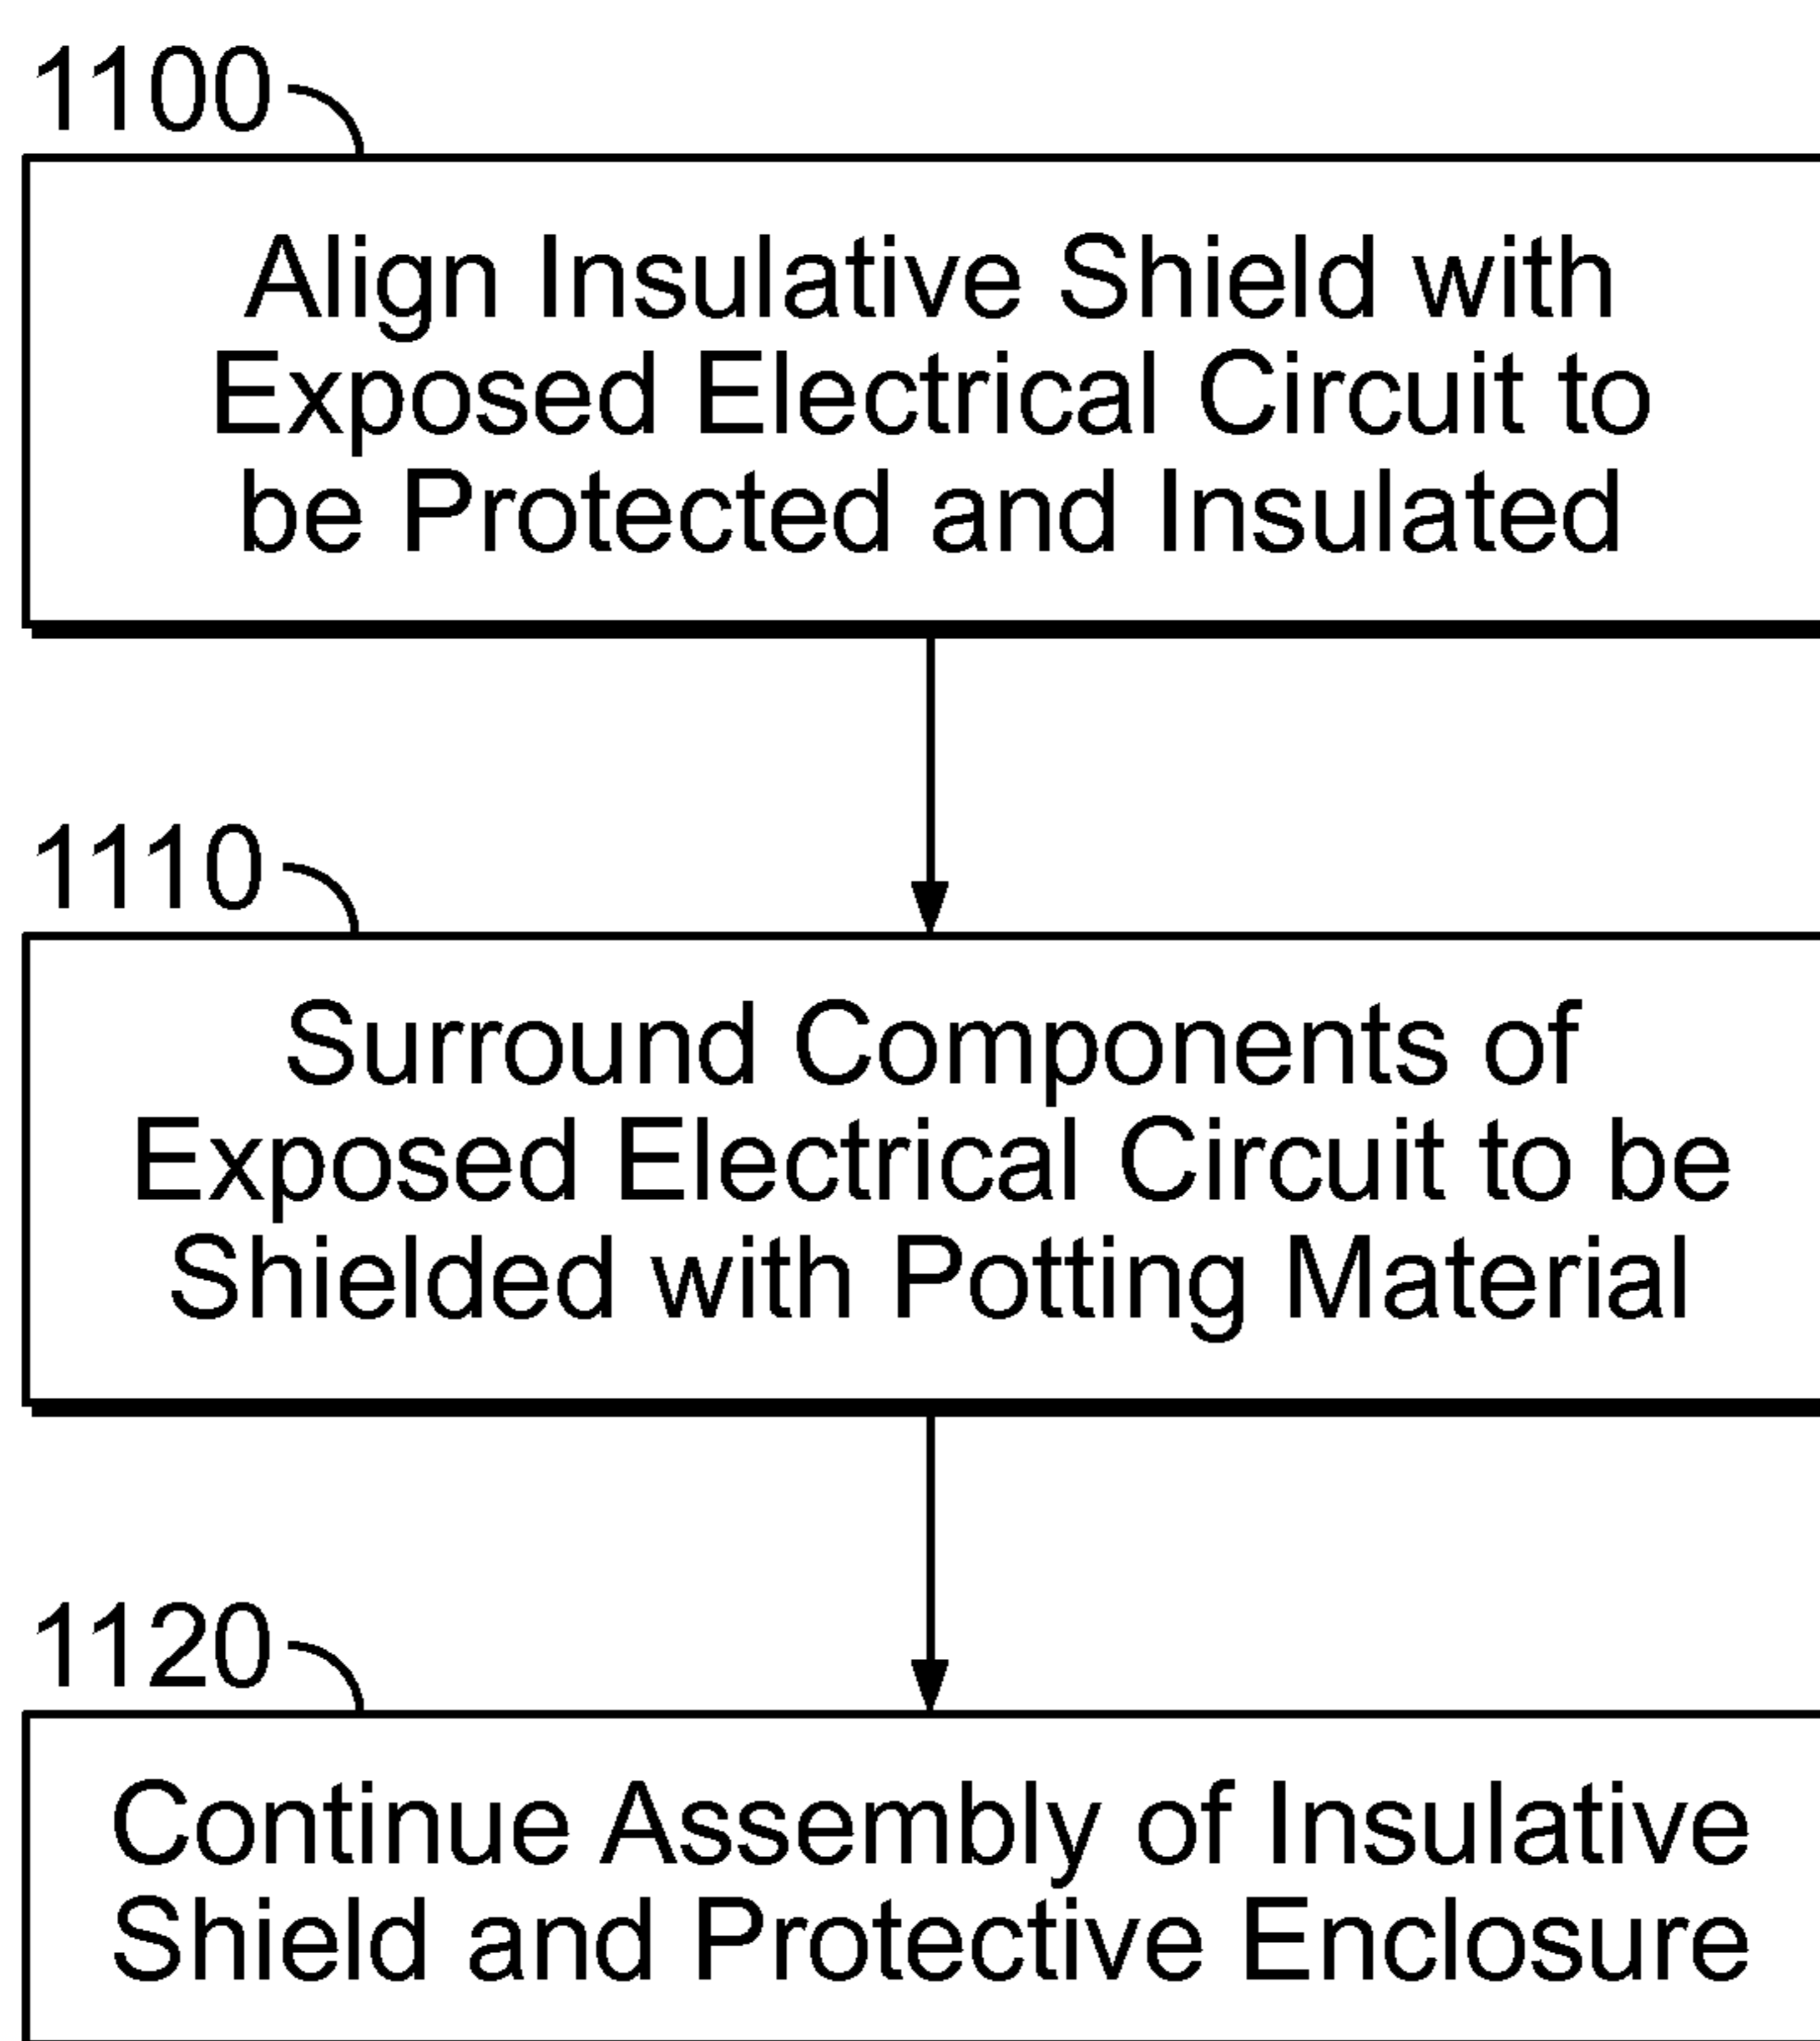 1100
Align Insulative Shield with
Exposed Electrical Circuit to
be Protected and Insulated
1110
Surround Components of
Exposed Electrical Circuit to be
Shielded with Potting Material
1120
Continue Assembly of Insulative
Shield and Protective Enclosure